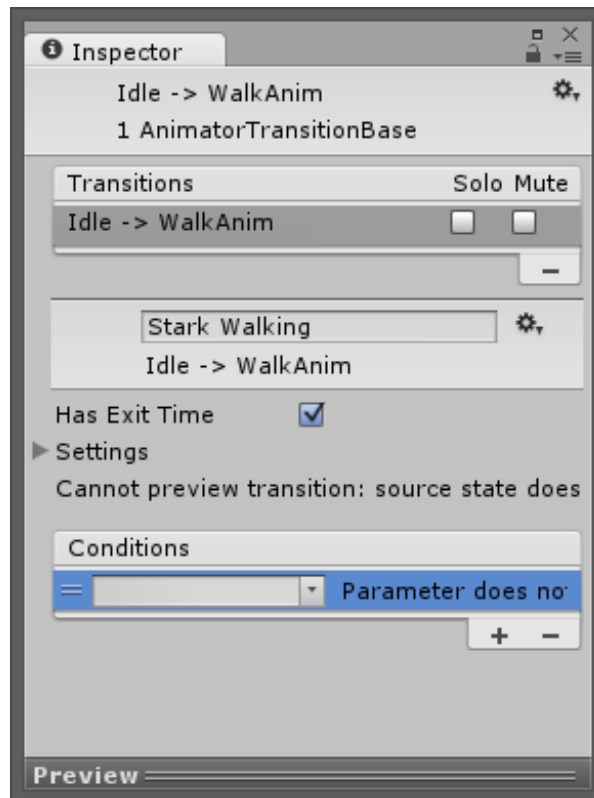 Inspector
Idle -> WalkAnim
1 AnimatorTransitionBase
Transitions Solo Mute
Idle -> WalkAnim
Stark Walking
Idle -> WalkAnim
Has Exit Time
Settings
Cannot preview transition: source state does
Conditions
Parameter does no
Preview